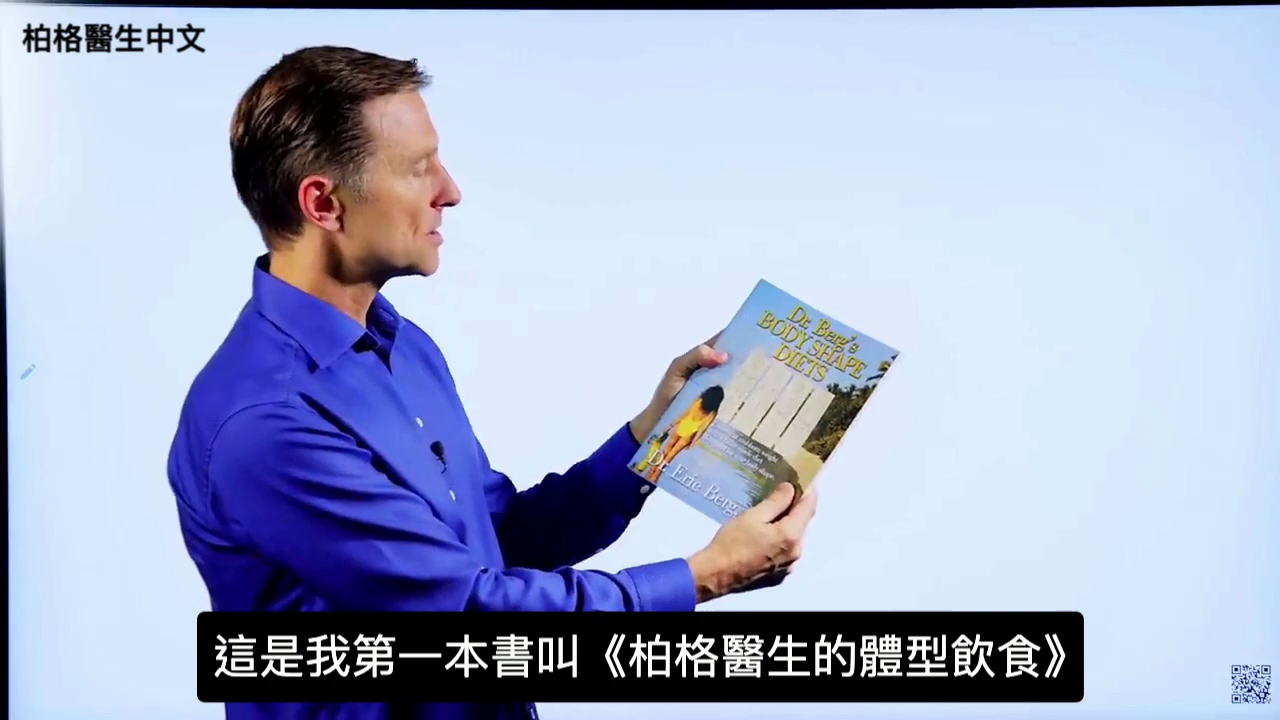 柏格醫生中文
Dr. Berg's
BODY SHAPE
DIETS
Dr. Eric Berg
這是我第一本書叫《柏格醫生的體型飲食》